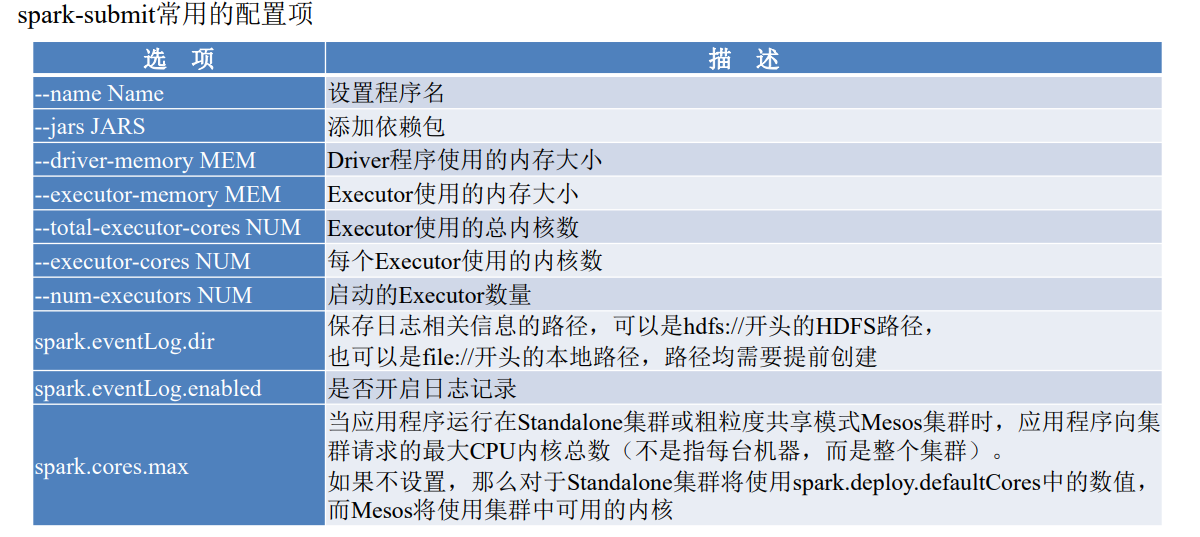 spark-submit常用的配置项
选 项 描 述
--name Name 设置程序名
--jars JARS 添加依赖包
--driver-memory MEM Driver程序使用的内存大小
--executor-memory MEM Executor使用的内存大小
--total-executor-cores NUM Executor使用的总内核数
--executor-cores NUM 每个Executor使用的内核数
--num-executors NUM 启动的Executor数量
spark.eventLog.dir 保存日志相关信息的路径，可以是hdfs://开头的HDFS路径，
也可以是file://开头的本地路径，路径均需要提前创建
spark.eventLog.enabled 是否开启日志记录
spark.cores.max 当应用程序运行在Standalone集群或粗粒度共享模式Mesos集群时，应用程序向集
群请求的最大CPU内核总数（不是指每台机器，而是整个集群）。
如果不设置，那么对于Standalone集群将使用spark.deploy.defaultCores中的数值，
而Mesos将使用集群中可用的内核